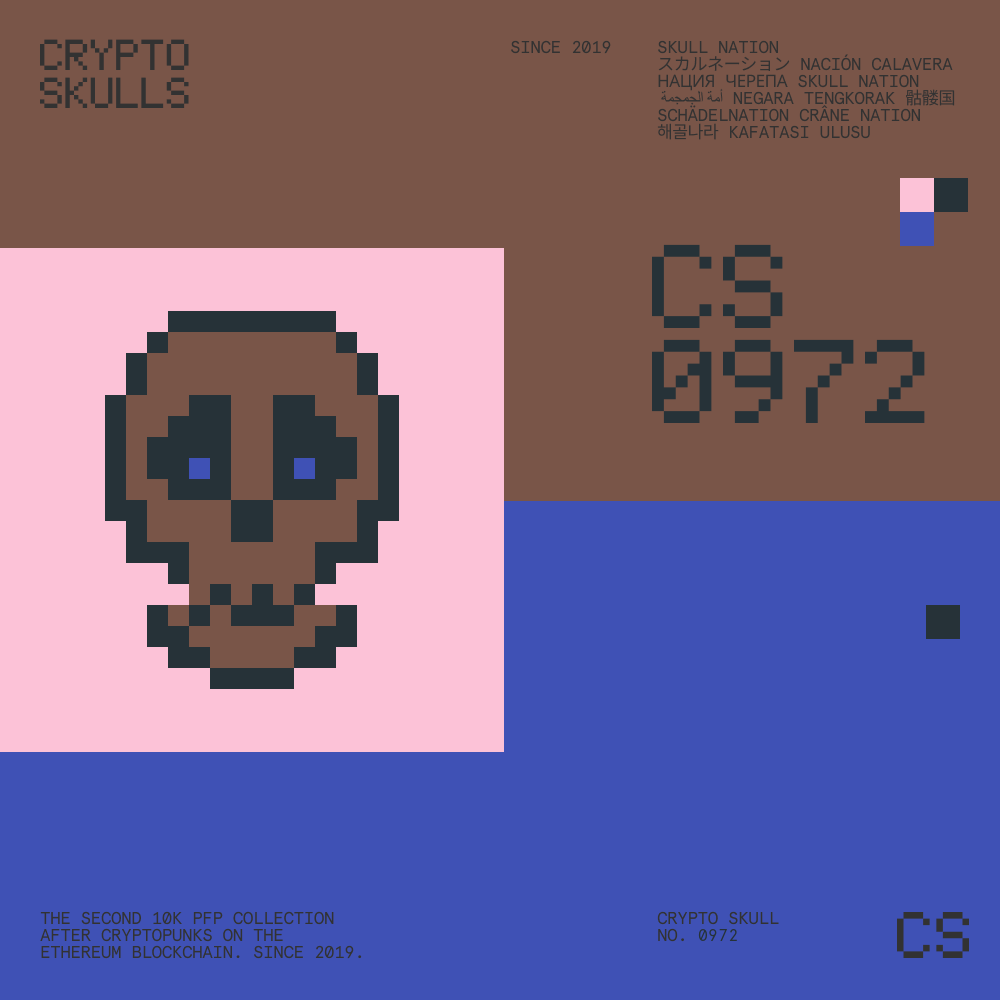 CRYPTO
SKULLS
SINCE 2019
SKULL NATION
スカルネーション NACIÓN CALAVERA
НАЦИЯ ЧЕРЕПА SKULL NATION
أمة الجمجمة NEGARA TENGKORAK 骷髅国
SCHÄDELNATION CRÂNE NATION
해골나라 KAFATASI ULUSU
CS
0972
THE SECOND 10K PFP COLLECTION
AFTER CRYPTOPUNKS ON THE
ETHEREUM BLOCKCHAIN. SINCE 2019.
CRYPTO SKULL
NO. 0972
CS